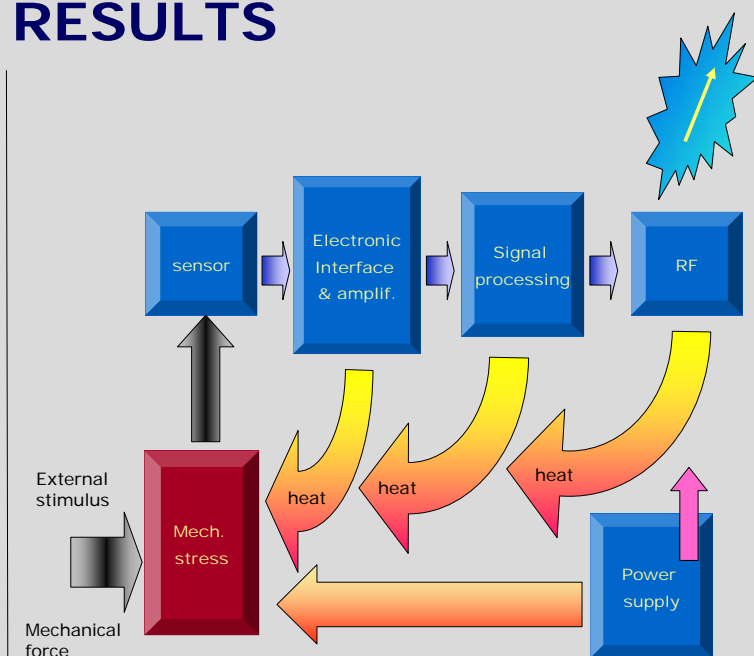 RESULTS
sensor
Electronic
Interface
& amplif.
Signal
processing
RF
heat
heat
heat
External
stimulus
Mech.
stress
Mechanical
force
Power
supply